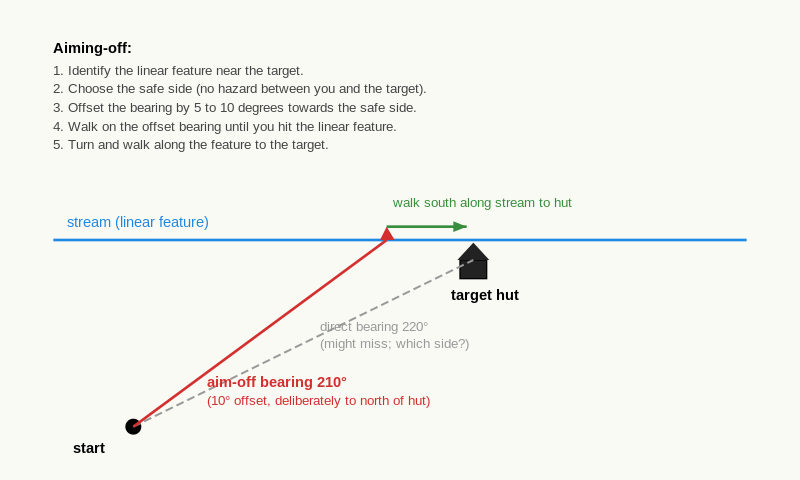 Aiming-off:
1. Identify the linear feature near the target.
2. Choose the safe side (no hazard between you and the target).
3. Offset the bearing by 5 to 10 degrees towards the safe side.
4. Walk on the offset bearing until you hit the linear feature.
5. Turn and walk along the feature to the target.
walk south along stream to hut
stream (linear feature)
target hut
direct bearing 220°
(might miss; which side?)
aim-off bearing 210°
(10° offset, deliberately to north of hut)
start